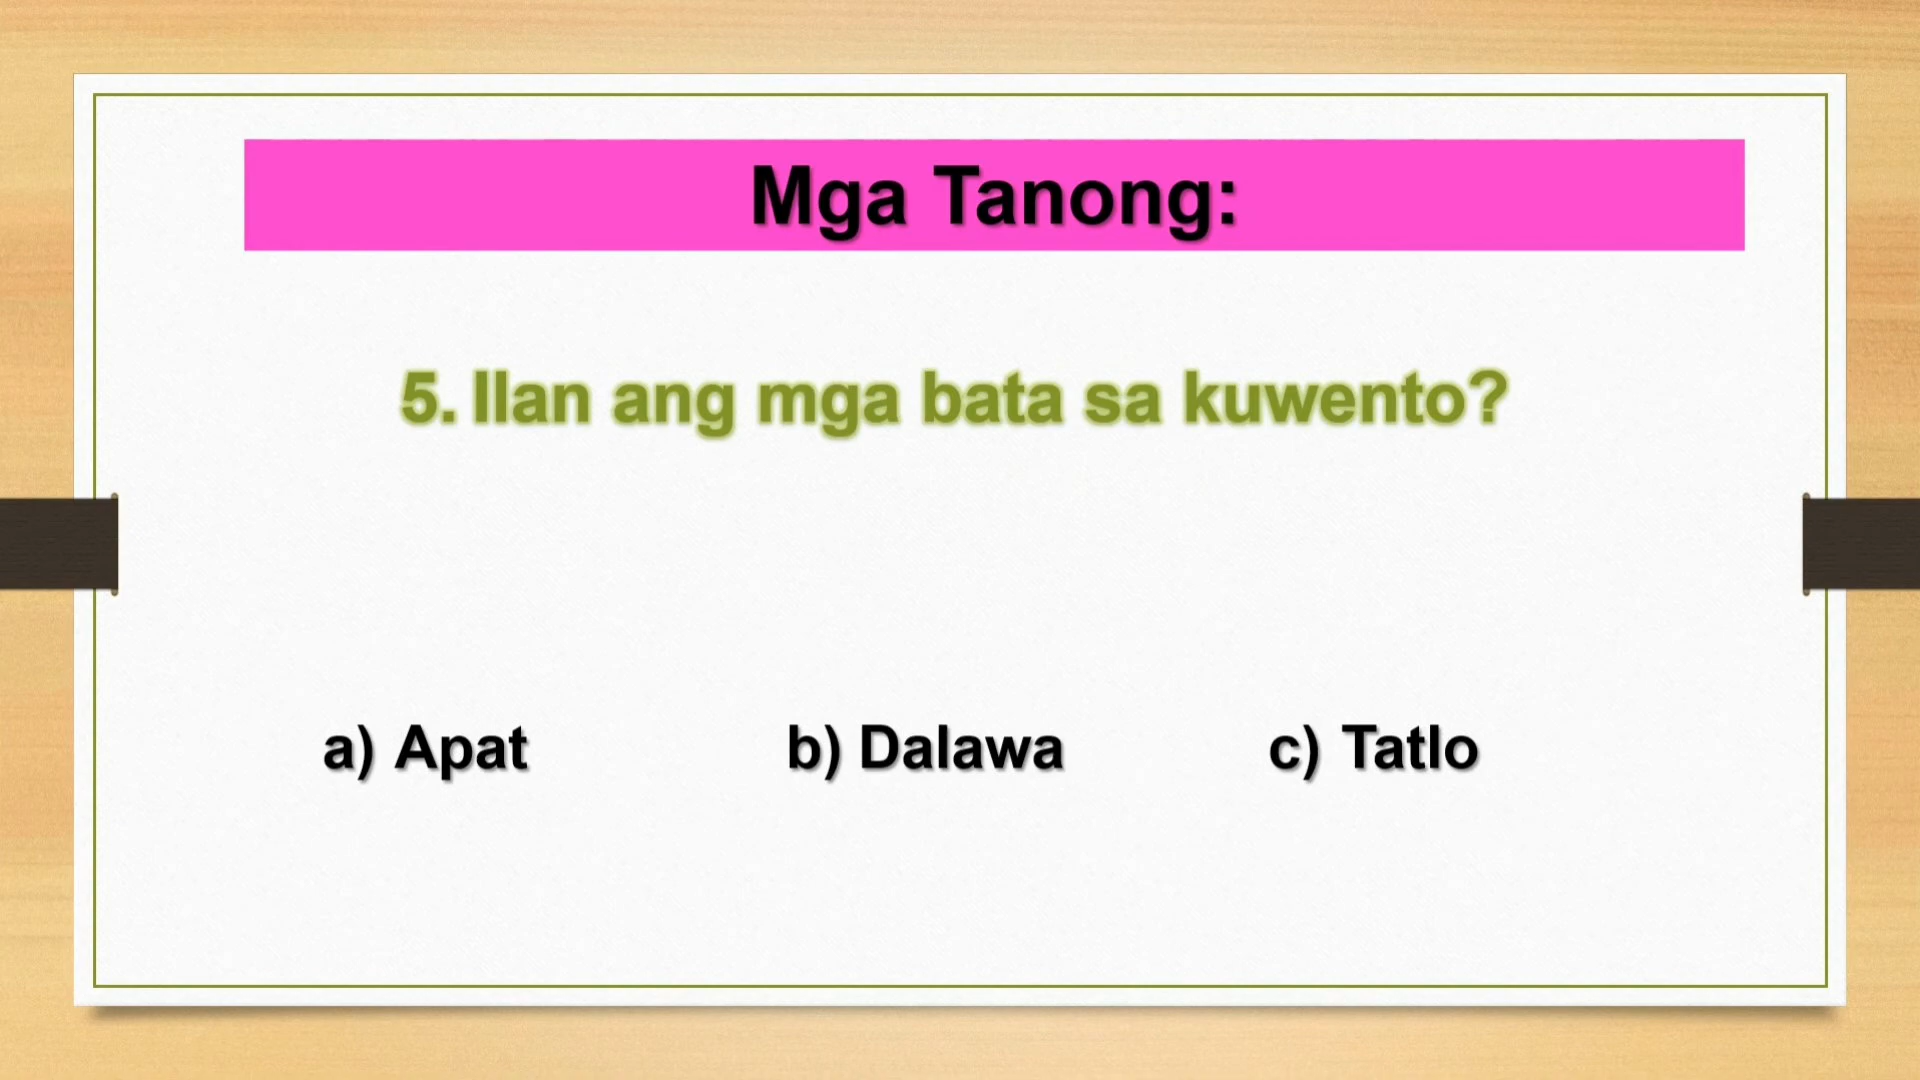 Mga Tanong:
5. Ilan ang mga bata sa kuwento?
a) Apat b) Dalawa c) Tatlo